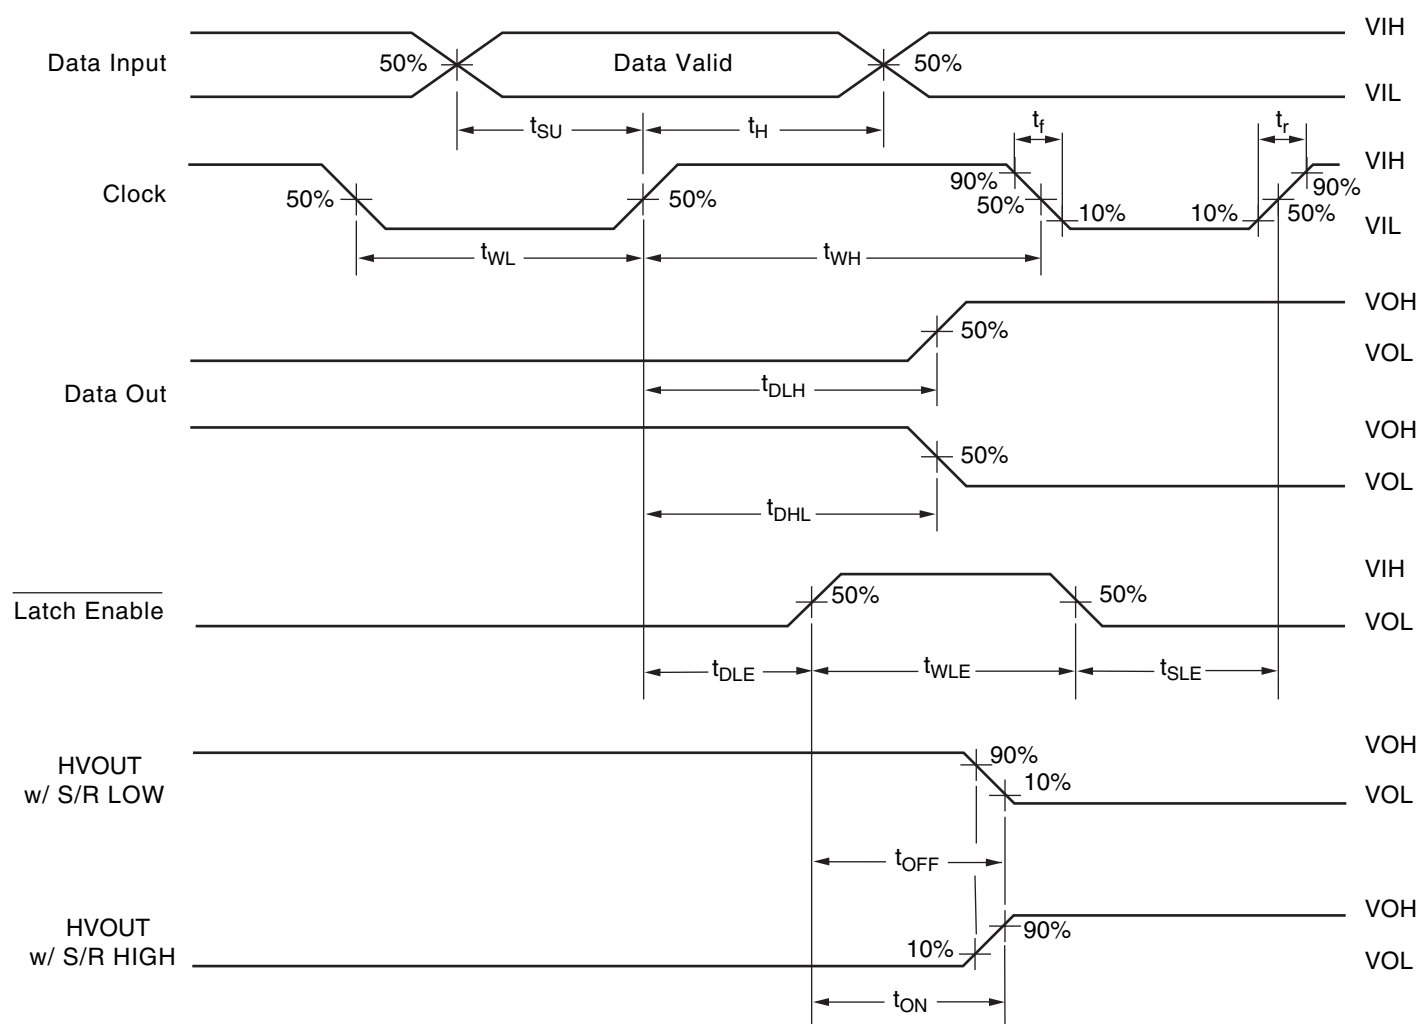 VIH
Data Input
50%
Data Valid
50%
VIL
tSU
tH
tf
tr
VIH
Clock
50%
50%
90%
50%
10%
10%
90%
50%
VIL
tWL
tWH
VOH
50%
VOL
tDLH
Data Out
VOH
50%
VOL
tDHL
VIH
Latch Enable
50%
50%
VOL
tDLE
tWLE
tSLE
VOH
HVOUT
w/ S/R LOW
90%
10%
VOL
tOFF
VOH
HVOUT
w/ S/R HIGH
10%
90%
VOL
tON